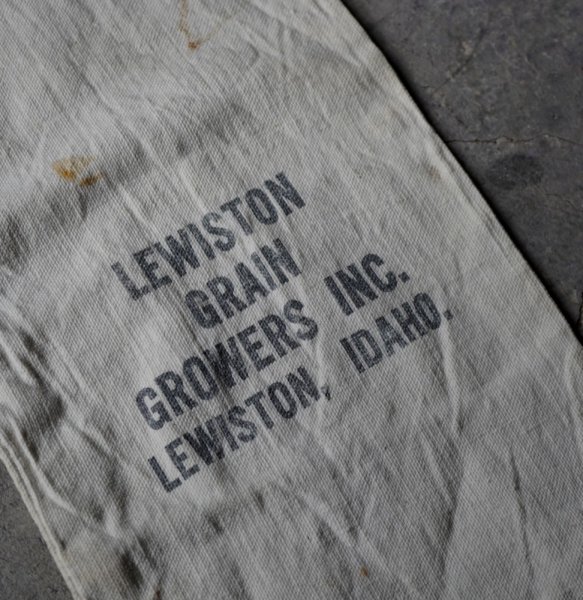 LEWISTON
GRAIN
GROWERS INC.
LEWISTON, IDAHO.